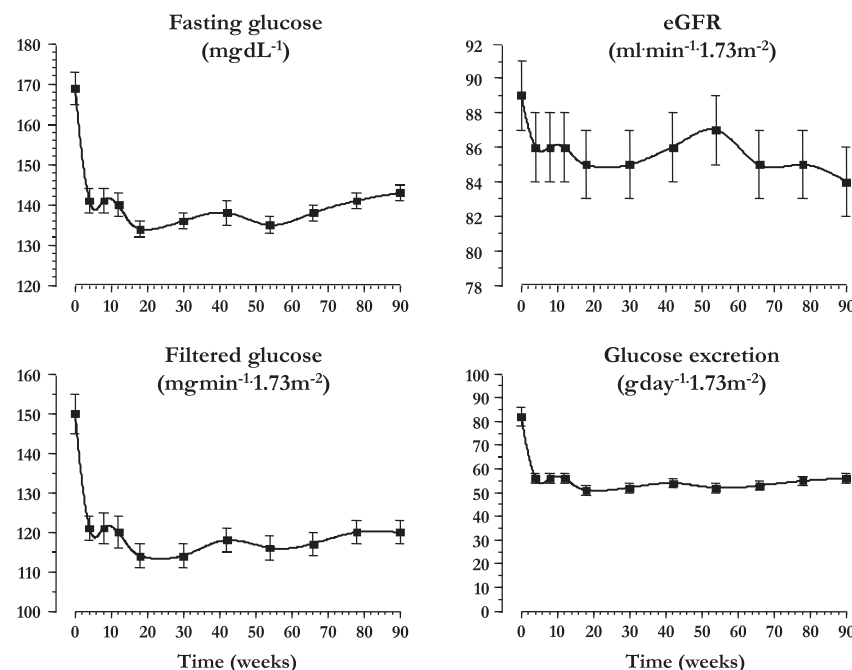 Fasting glucose
(mg·dL⁻¹)
180
170
160
150
140
130
120
0 10 20 30 40 50 60 70 80 90
eGFR
(ml·min⁻¹·1.73m⁻²)
92
90
88
86
84
82
80
78
0 10 20 30 40 50 60 70 80 90
Filtered glucose
(mg·min⁻¹·1.73m⁻²)
160
150
140
130
120
110
100
0 10 20 30 40 50 60 70 80 90
Time (weeks)
Glucose excretion
(g·day⁻¹·1.73m⁻²)
100
90
80
70
60
50
40
30
20
10
0
0 10 20 30 40 50 60 70 80 90
Time (weeks)